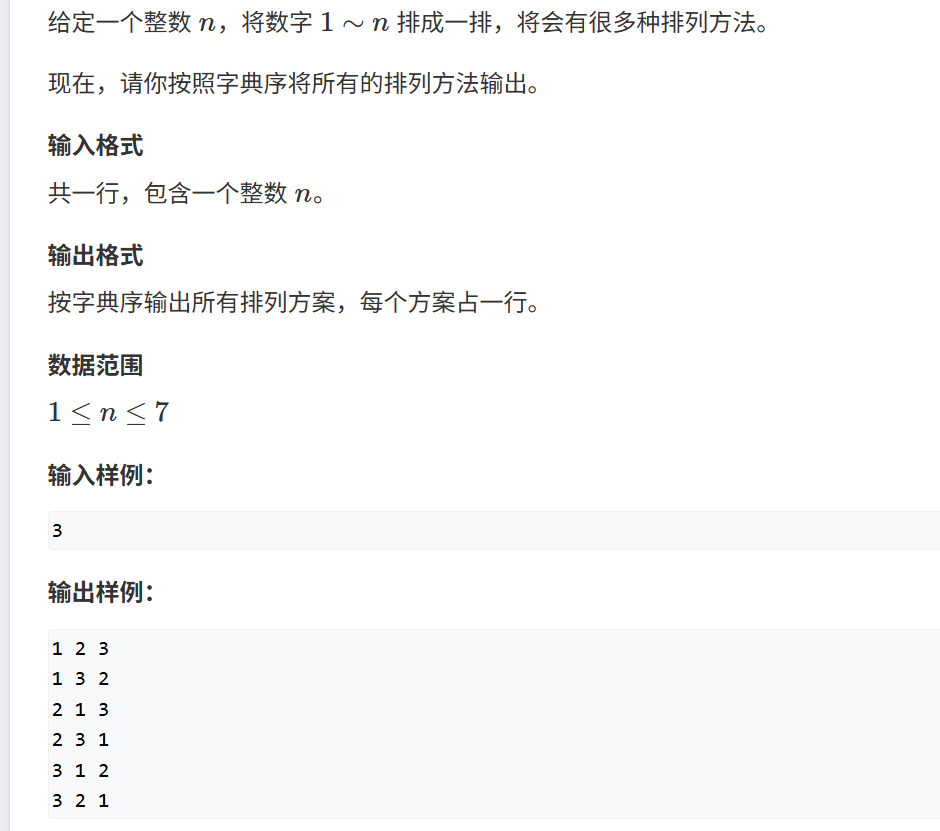 给定一个整数 n，将数字 1 ∼ n 排成一排，将会有很多种排列方法。
现在，请你按照字典序将所有的排列方法输出。
输入格式
共一行，包含一个整数 n。
输出格式
按字典序输出所有排列方案，每个方案占一行。
数据范围
1 ≤ n ≤ 7
输入样例：
3
输出样例：
1 2 3
1 3 2
2 1 3
2 3 1
3 1 2
3 2 1